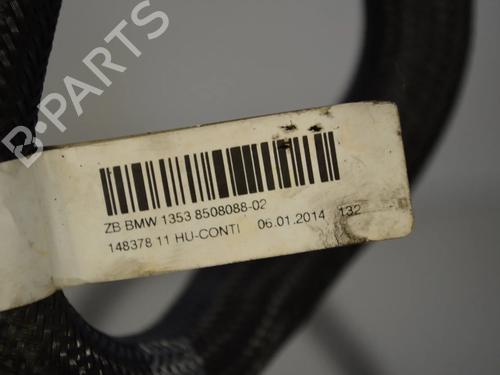 ZB BMW 1353 8508088-02
148378 11 HU-CONTI 06.01.2014 132
B-PARTS